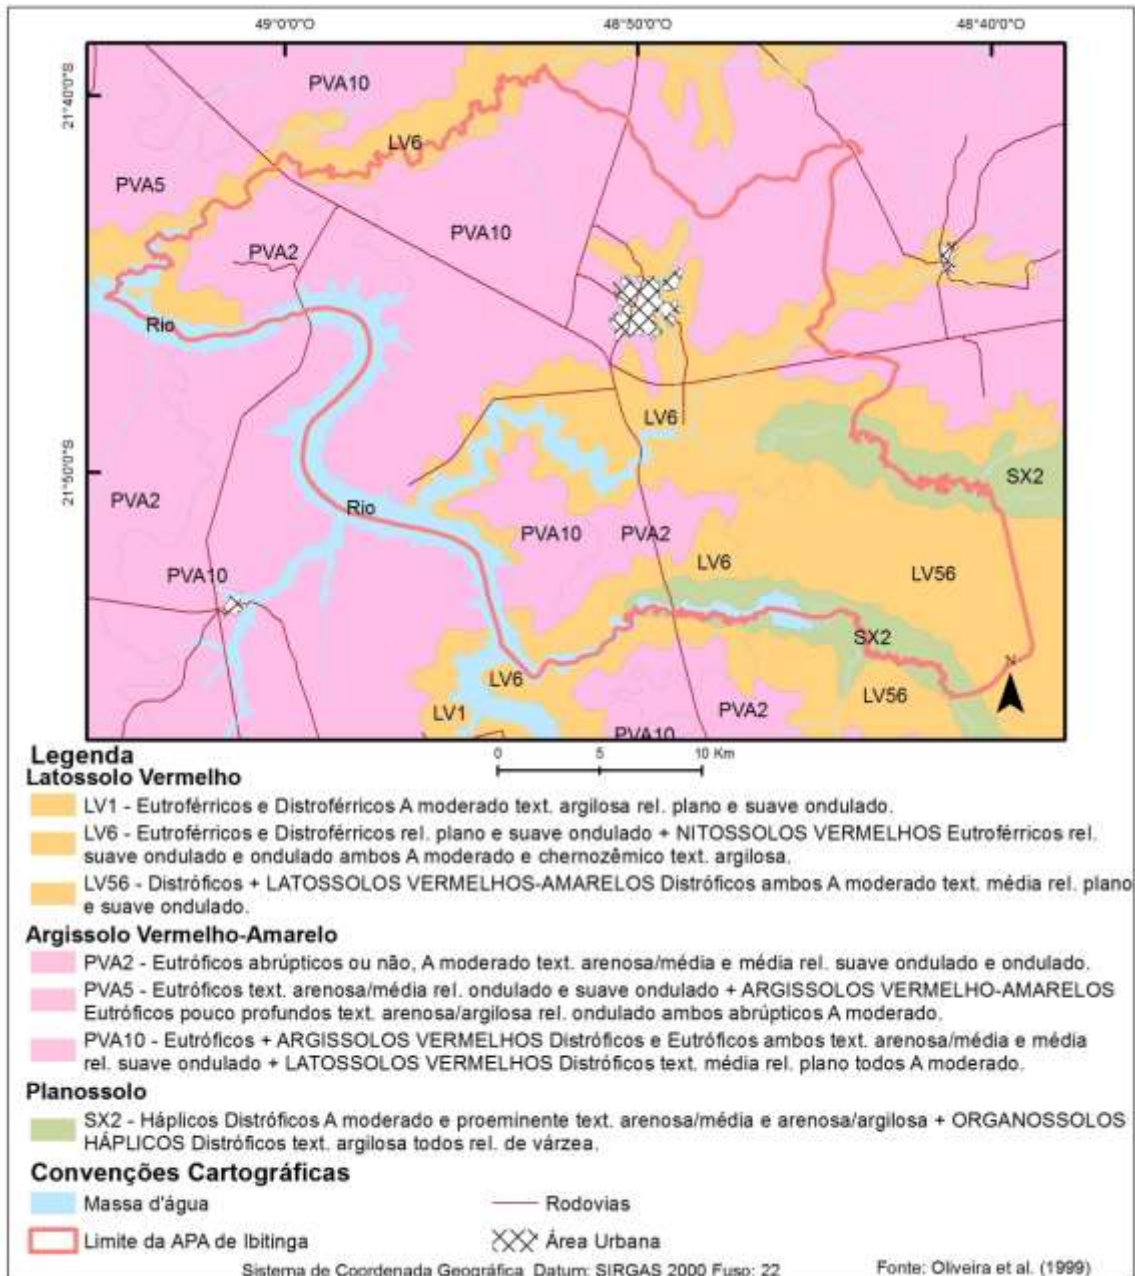 49°0'0"O
48°50'0"O
48°40'0"O
21°40'0"S
21°50'0"S
PVA10
LV6
PVA5
PVA2
PVA10
Rio
LV6
SX2
PVA2
Rio
PVA10
PVA2
LV6
LV56
PVA10
SX2
LV6
LV56
PVA2
LV1
PVA10
N
Legenda
0 5 10 Km
Latossolo Vermelho
LV1 - Eutroférricos e Distroférricos A moderado text. argilosa rel. plano e suave ondulado.
LV6 - Eutroférricos e Distroférricos rel. plano e suave ondulado + NITOSSOLOS VERMELHOS Eutroférricos rel.
suave ondulado e ondulado ambos A moderado e chernozêmico text. argilosa.
LV56 - Distróficos + LATOSSOLOS VERMELHOS-AMARELOS Distróficos ambos A moderado text. média rel. plano
e suave ondulado.
Argissolo Vermelho-Amarelo
PVA2 - Eutróficos abrúpticos ou não, A moderado text. arenosa/média e média rel. suave ondulado e ondulado.
PVA5 - Eutróficos text. arenosa/média rel. ondulado e suave ondulado + ARGISSOLOS VERMELHO-AMARELOS
Eutróficos pouco profundos text. arenosa/argilosa rel. ondulado ambos abrúpticos A moderado.
PVA10 - Eutróficos + ARGISSOLOS VERMELHOS Distróficos e Eutróficos ambos text. arenosa/média e média
rel. suave ondulado + LATOSSOLOS VERMELHOS Distróficos text. média rel. plano todos A moderado.
Planossolo
SX2 - Háplicos Distróficos A moderado e proeminente text. arenosa/média e arenosa/argilosa + ORGANOSSOLOS
HÁPLICOS Distróficos text. argilosa todos rel. de várzea.
Convenções Cartográficas
Massa d'água
Rodovias
Limite da APA de Ibitinga
Área Urbana
Sistema de Coordenada Geográfica Datum: SIRGAS 2000 Fuso: 22
Fonte: Oliveira et al. (1999)